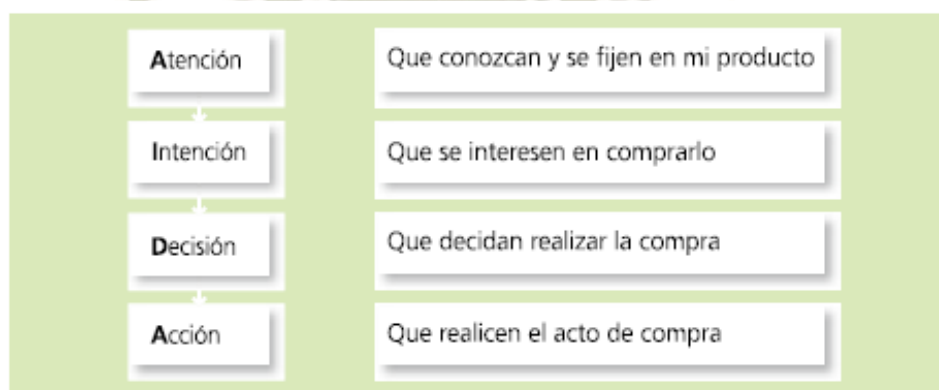 Atención
Que conozcan y se fijen en mi producto
Intención
Que se interesen en comprarlo
Decisión
Que decidan realizar la compra
Acción
Que realicen el acto de compra